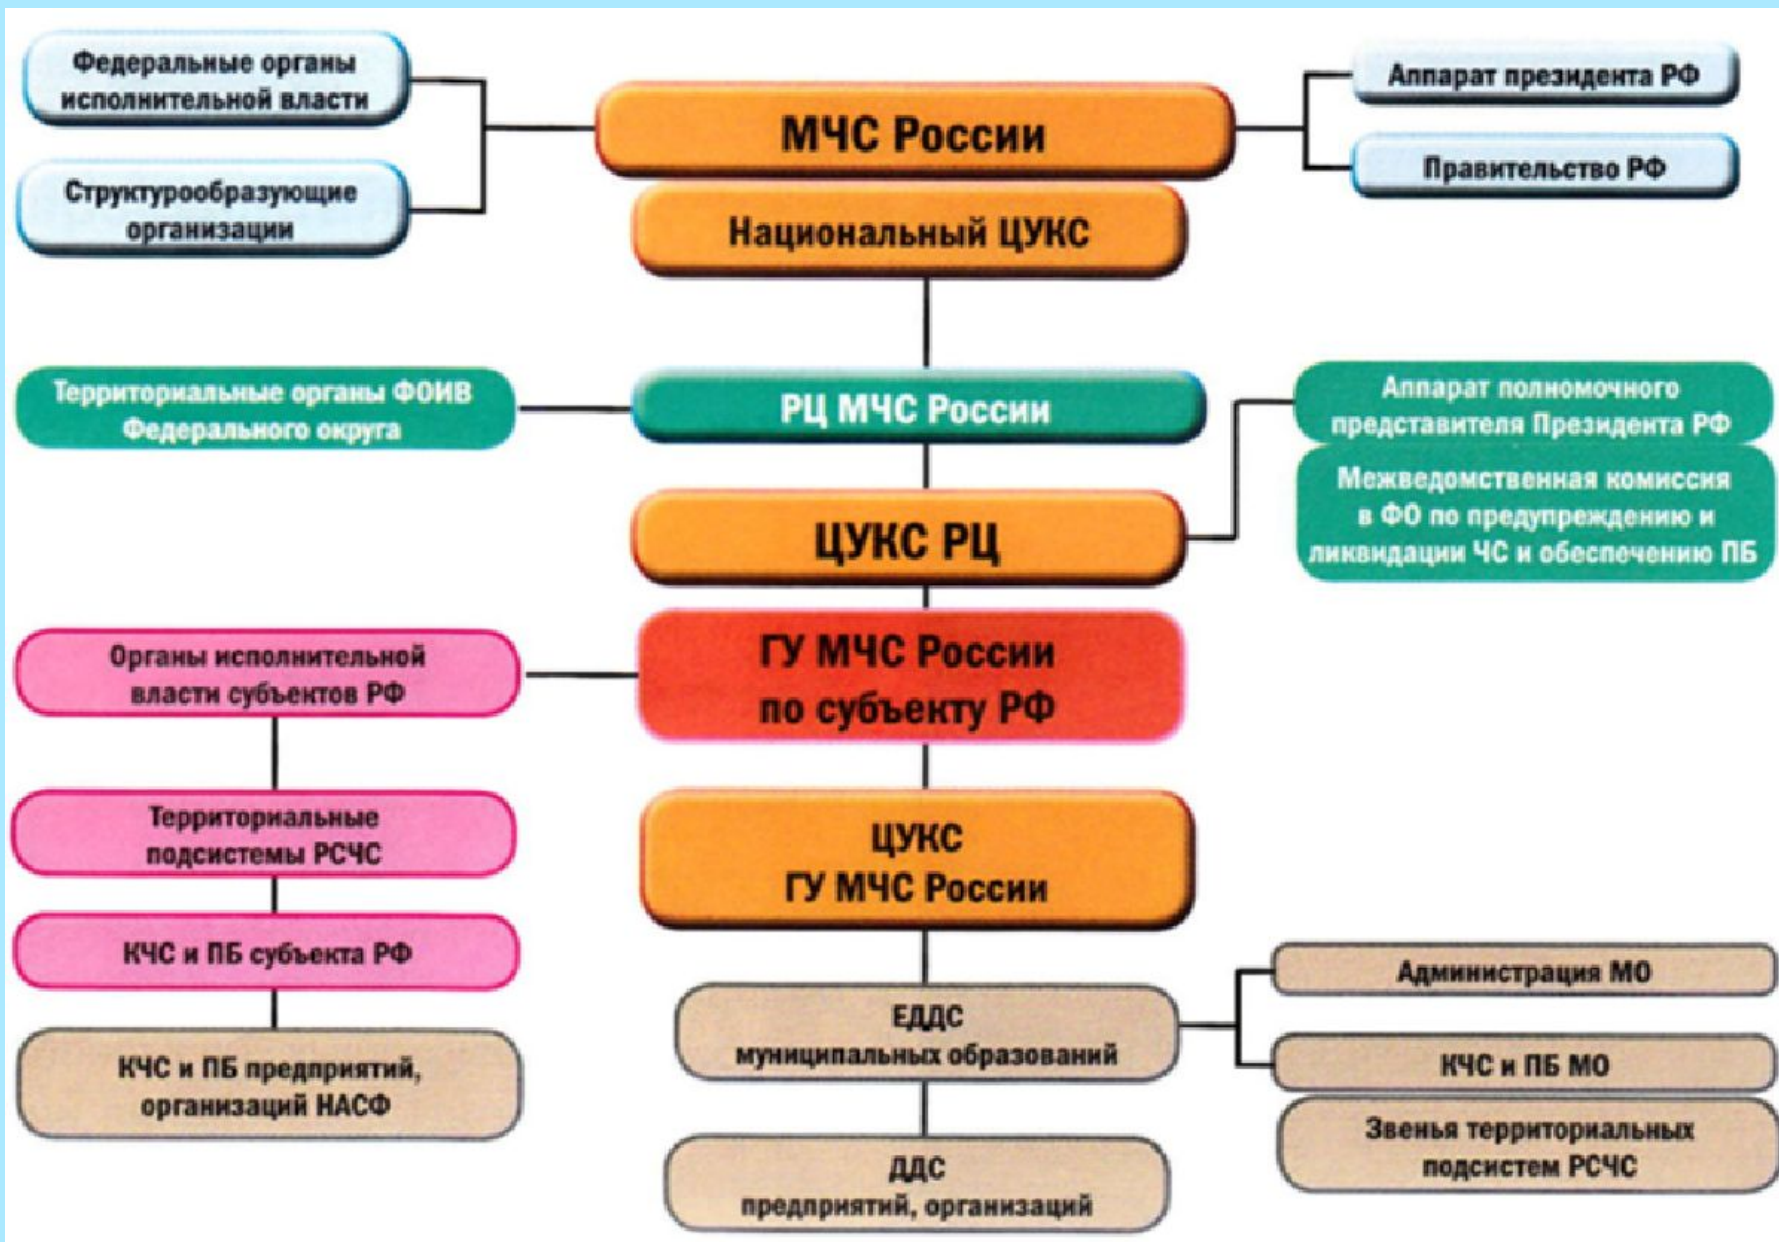 Федеральные органы
исполнительной власти
Структурообразующие
организации
МЧС России
Национальный ЦУКС
Аппарат президента РФ
Правительство РФ
Территориальные органы ФОИВ
Федерального округа
РЦ МЧС России
Аппарат полномочного
представителя Президента РФ
Межведомственная комиссия
в ФО по предупреждению и
ликвидации ЧС и обеспечению ПБ
ЦУКС РЦ
Органы исполнительной
власти субъектов РФ
ГУ МЧС России
по субъекту РФ
Территориальные
подсистемы РСЧС
ЦУКС
ГУ МЧС России
КЧС и ПБ субъекта РФ
КЧС и ПБ предприятий,
организаций НАСФ
ЕДДС
муниципальных образований
Администрация МО
КЧС и ПБ МО
Звенья территориальных
подсистем РСЧС
ДДС
предприятий, организаций